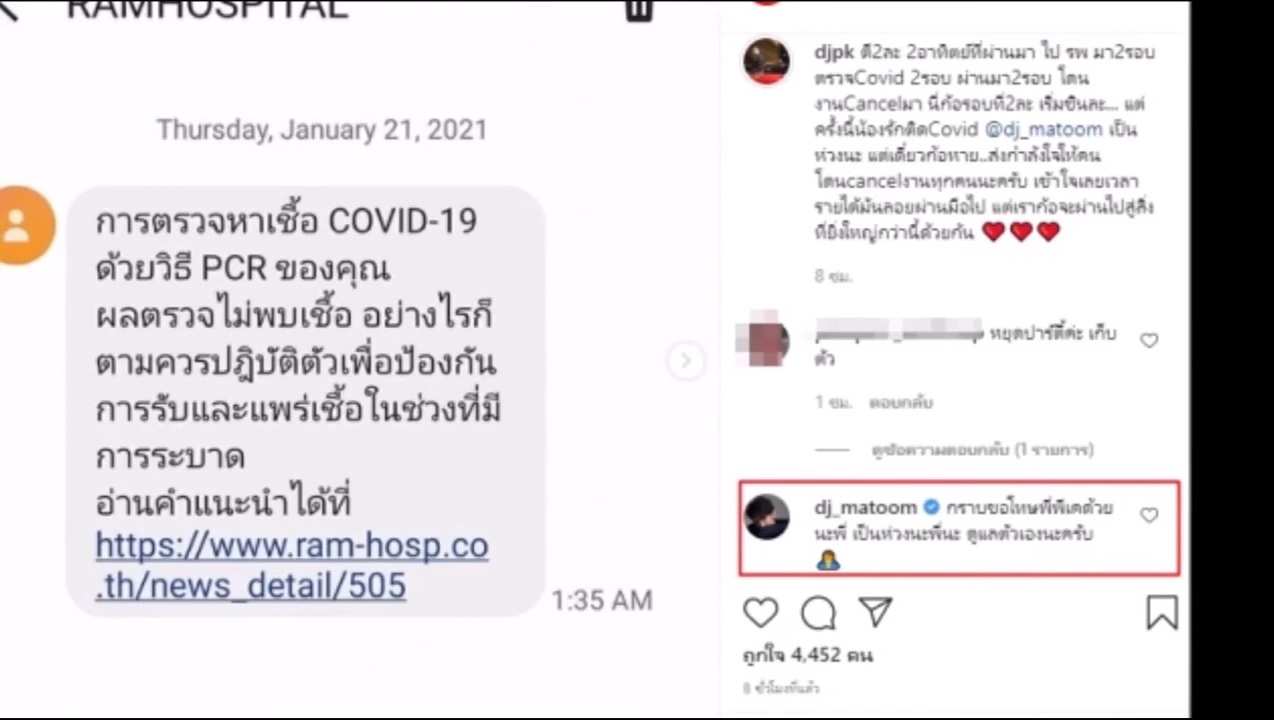 RAMHOSPITAL
Thursday, January 21, 2021
การตรวจหาเชื้อ COVID-19
ด้วยวิธี PCR ของคุณ
ผลตรวจไม่พบเชื้อ อย่างไรก็
ตามควรปฎิบัติตัวเพื่อป้องกัน
การรับและแพร่เชื้อในช่วงที่มี
การระบาด
อ่านคำแนะนำได้ที่
https://www.ram-hosp.co
.th/news_detail/505
1:35 AM
djpk ดี2ละ 2อาทิตย์ที่ผ่านมา ไป รพ มา2รอบ
ตรวจCovid 2รอบ ผ่านมา2รอบ โดน
งานCancelมา นี่ก้อรอบที่2ละ เริ่มชินละ... แต่
ครั้งนี้น้องรักติดCovid @dj_matoom เป็น
ห่วงนะ แต่เดี๋ยวก้อหาย..ส่งกำลังใจให้คน
โดนcancelงานทุกคนนะครับ เข้าใจเลยเวลา
รายได้มันลอยผ่านมือไป แต่เราก้อจะผ่านไปสู่สิ่ง
ที่ยิ่งใหญ่กว่านี้ด้วยกัน ❤️❤️❤️
8 ชม.
หยุดปาร์ตี้ค่ะ เก็บ
ตัว
1 ชม. ตอบกลับ
ดูข้อความตอบกลับ (1 รายการ)
dj_matoom กราบขอโทษพี่พีเคด้วย
นะพี่ เป็นห่วงนะพี่นะ ดูแลตัวเองนะครับ
ถูกใจ 4,452 คน
8 ชั่วโมงที่แล้ว